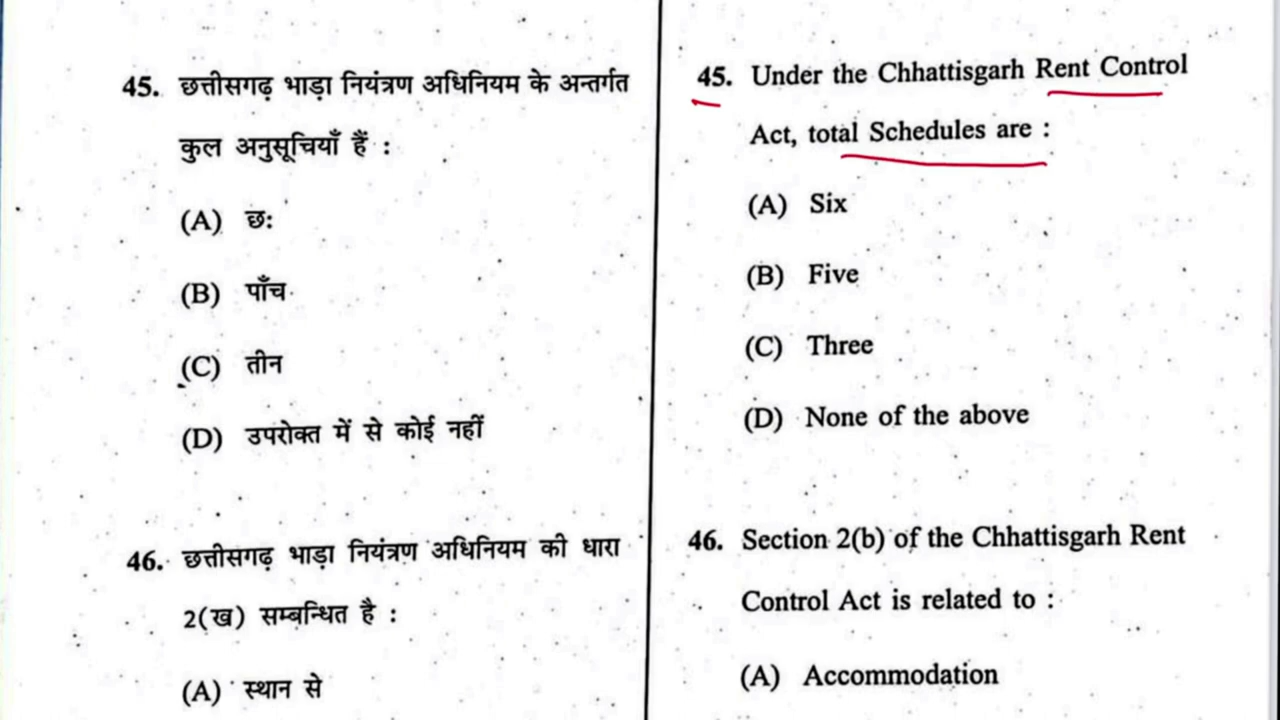 45. छत्तीसगढ़ भाड़ा नियंत्रण अधिनियम के अन्तर्गत
कुल अनुसूचियाँ हैं :
(A) छः
(B) पाँच
(C) तीन
(D) उपरोक्त में से कोई नहीं
46. छत्तीसगढ़ भाड़ा नियंत्रण अधिनियम की धारा
2(ख) सम्बन्धित है :
(A) स्थान से
45. Under the Chhattisgarh Rent Control
Act, total Schedules are :
(A) Six
(B) Five
(C) Three
(D) None of the above
46. Section 2(b) of the Chhattisgarh Rent
Control Act is related to :
(A) Accommodation